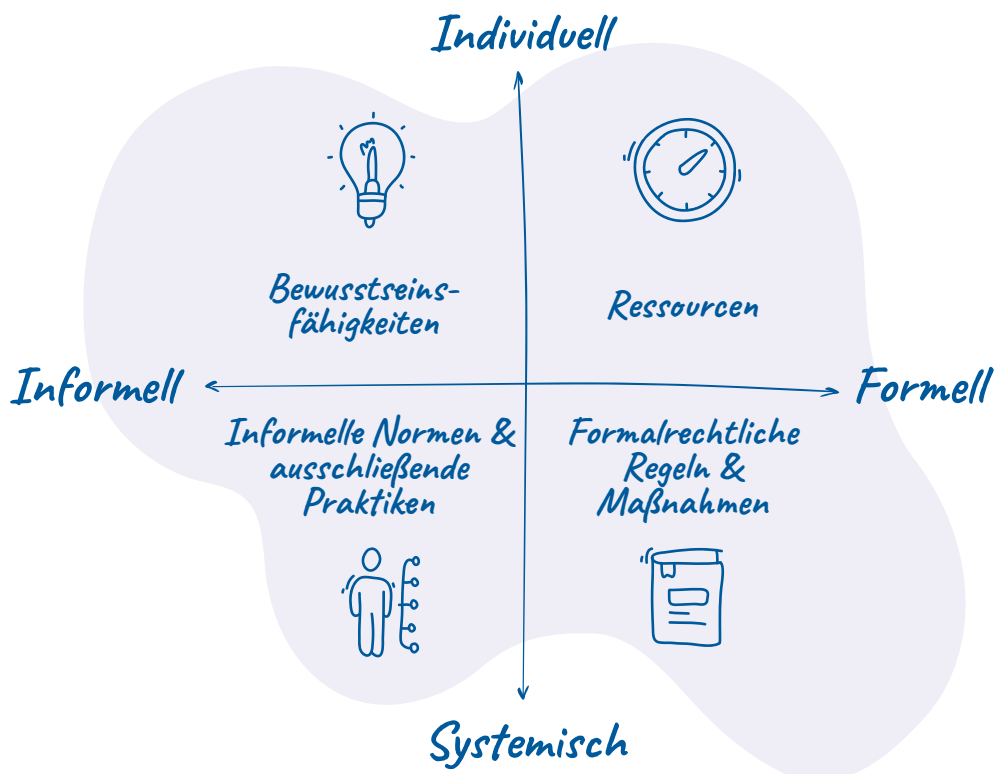 Individuell
Bewusstseins-
fähigkeiten
Ressourcen
Informell
Formell
Informelle Normen &
ausschließende
Praktiken
Formalrechtliche
Regeln &
Maßnahmen
Systemisch